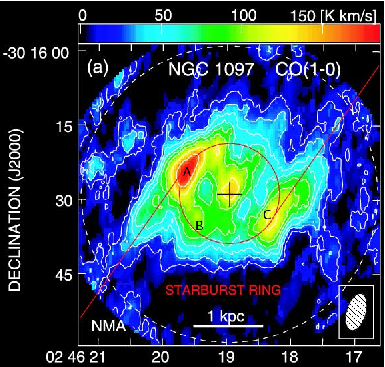 0 50 100 150 [K km/s]
-30 16 00
(a) NGC 1097 CO(1-0)
15
A
30
B
C
45
STARBURST RING
NMA
1 kpc
02 46 21 20 19 18 17
DECLINATION (J2000)